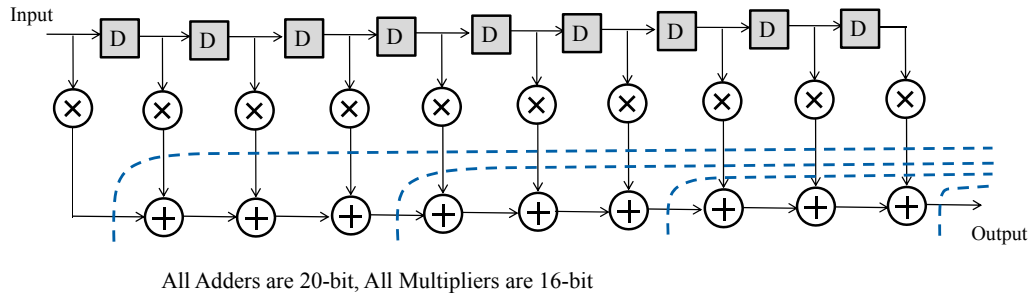 Input
D D D D D D D D D
Output
All Adders are 20-bit, All Multipliers are 16-bit